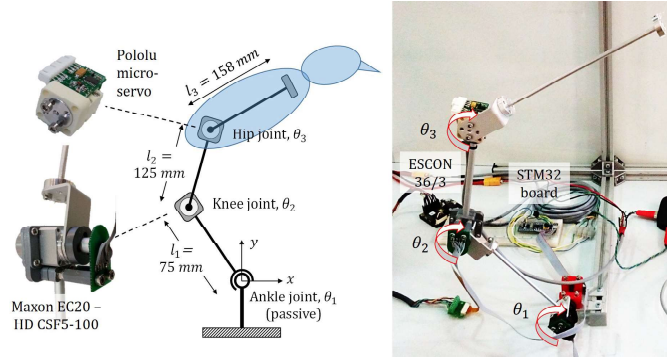 Pololu
micro-
servo
l₃ = 158 mm
Hip joint, θ₃
l₂ =
125 mm
Knee joint, θ₂
l₁ =
75 mm
y
x
Ankle joint, θ₁
(passive)
Maxon EC20 –
HD CSF5-100
θ₃
ESCON
36/3
STM32
board
θ₂
θ₁